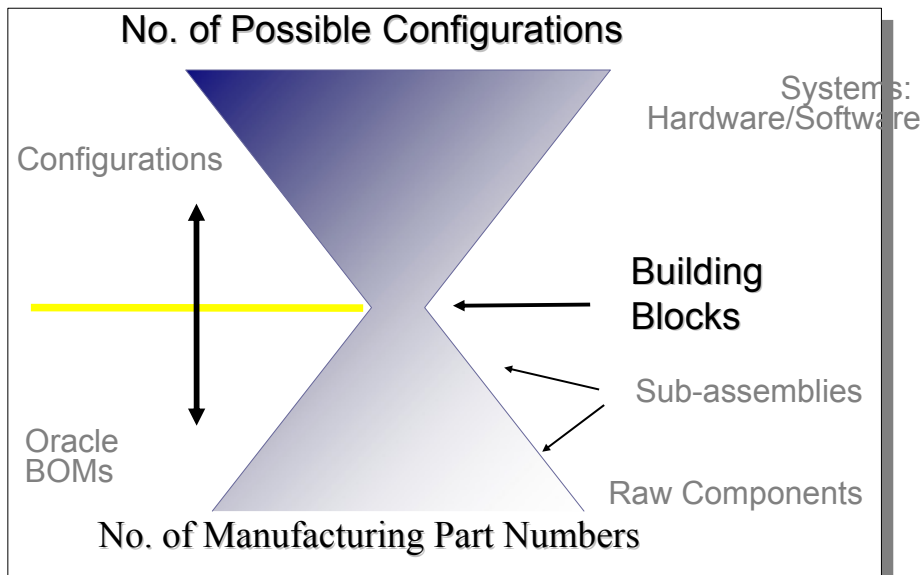 No. of Possible Configurations
Systems:
Hardware/Software
Configurations
Building
Blocks
Sub-assemblies
Oracle
BOMs
Raw Components
No. of Manufacturing Part Numbers